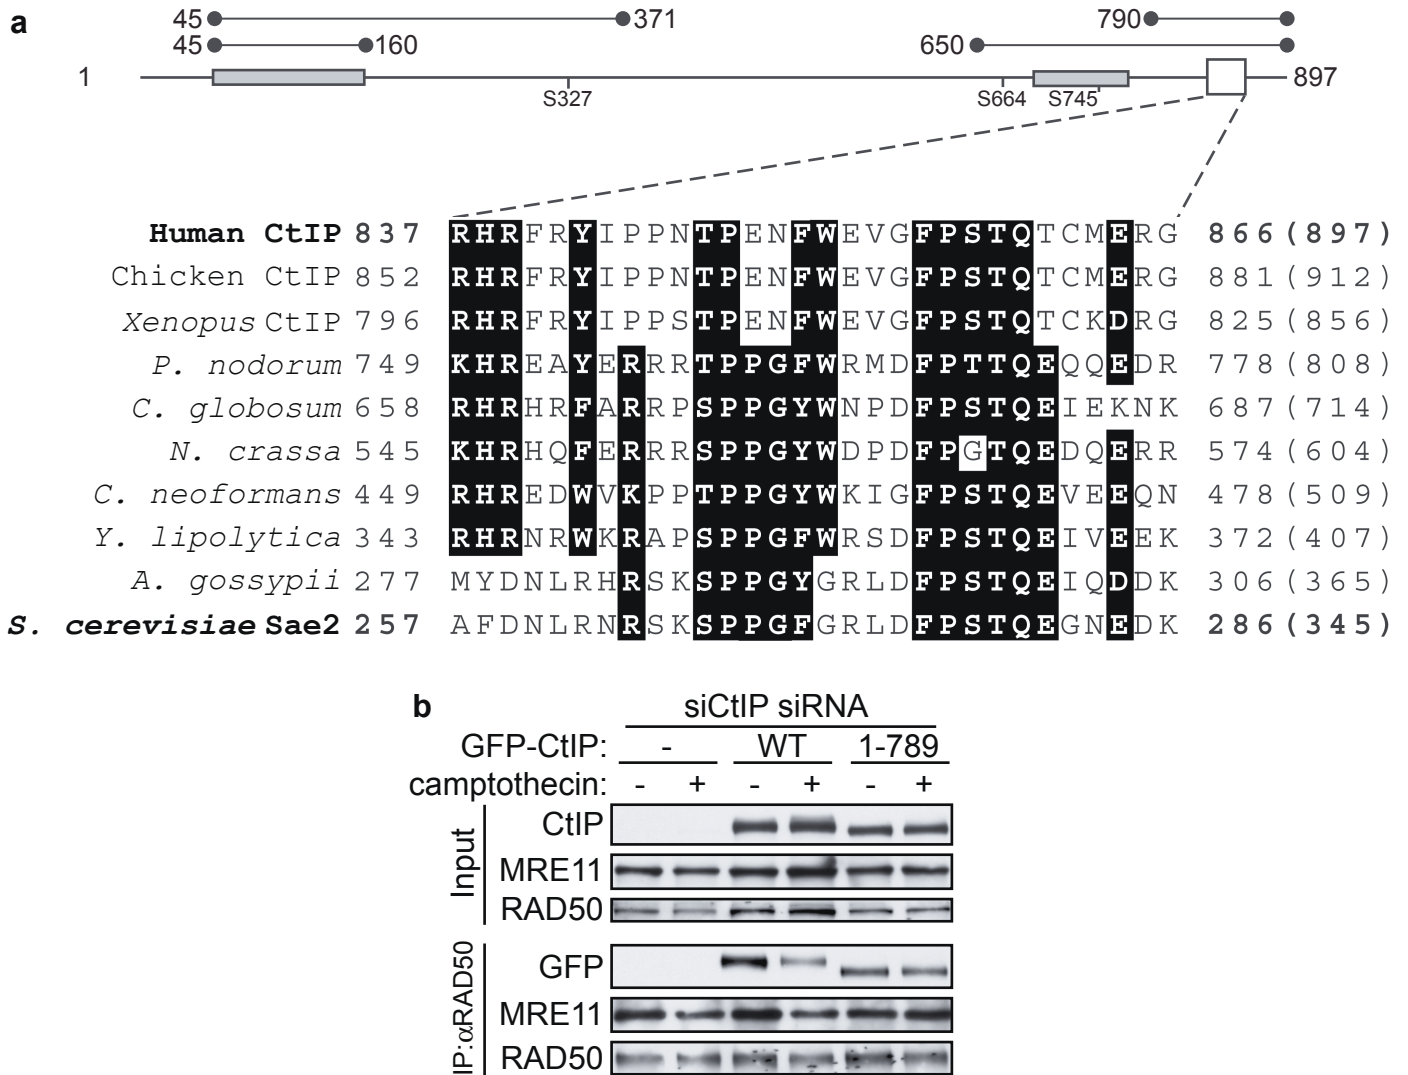 a
45 371 790
45 160 650
1 897
S327 S664 S745
Human CtIP 837 RHRFRYIPPNTPENFWEVGFPSTQTCMERG 866(897)
Chicken CtIP 852 RHRFRYIPPNTPENFWEVGFPSTQTCMERG 881(912)
Xenopus CtIP 796 RHRFRYIPPSTPENFWEVGFPSTQTCKDRG 825(856)
P. nodorum 749 KHREAYERRRTPPGFWRMDFPTTQEQQEDR 778(808)
C. globosum 658 RHRHRFARRPSPPGYWNPDFPSTQEIEKNK 687(714)
N. crassa 545 KHRHQFERRRSPPGYWDPDFPGTQEDQERR 574(604)
C. neoformans 449 RHREDWVKPPTPPGYWKIGFPSTQEVEEQN 478(509)
Y. lipolytica 343 RHRNRWKRAPSPPGFWRSDFPSTQEIVEEK 372(407)
A. gossypii 277 MYDNLRHRSKSPPGYGRLDFPSTQEIQDDK 306(365)
S. cerevisiae Sae2 257 AFDNLRNRSKSPPGFGRLDFPSTQEGNEDK 286(345)
b
siCtIP siRNA
GFP-CtIP: - WT 1-789
camptothecin: - + - + - +
Input
CtIP
MRE11
RAD50
IP:αRAD50
GFP
MRE11
RAD50